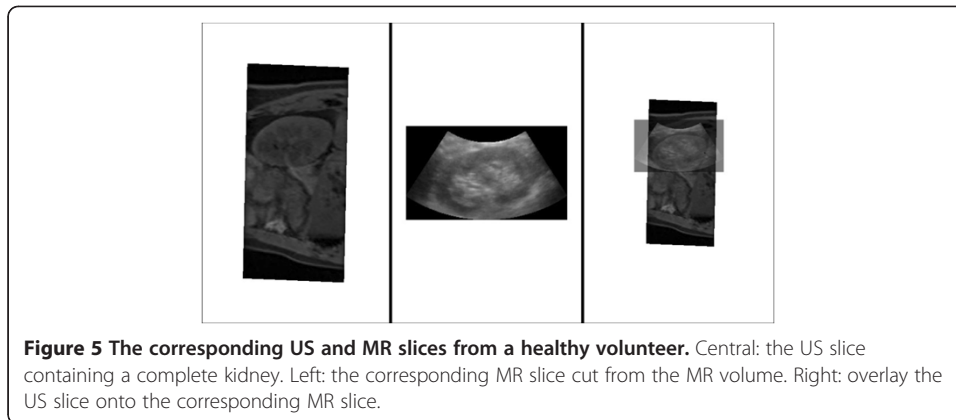 Figure 5 The corresponding US and MR slices from a healthy volunteer. Central: the US slice
containing a complete kidney. Left: the corresponding MR slice cut from the MR volume. Right: overlay the
US slice onto the corresponding MR slice.